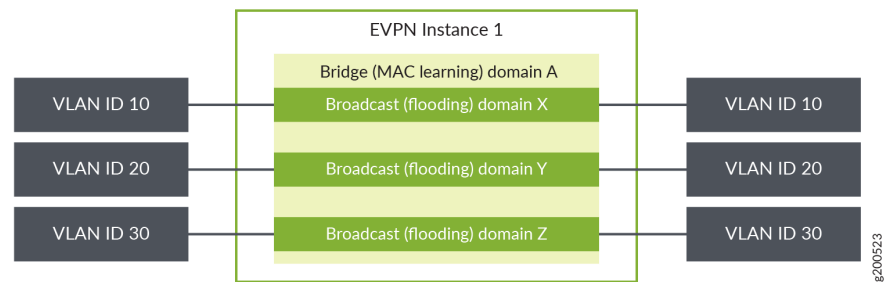 EVPN Instance 1
Bridge (MAC learning) domain A
VLAN ID 10
Broadcast (flooding) domain X
VLAN ID 10
VLAN ID 20
Broadcast (flooding) domain Y
VLAN ID 20
VLAN ID 30
Broadcast (flooding) domain Z
VLAN ID 30
g200523